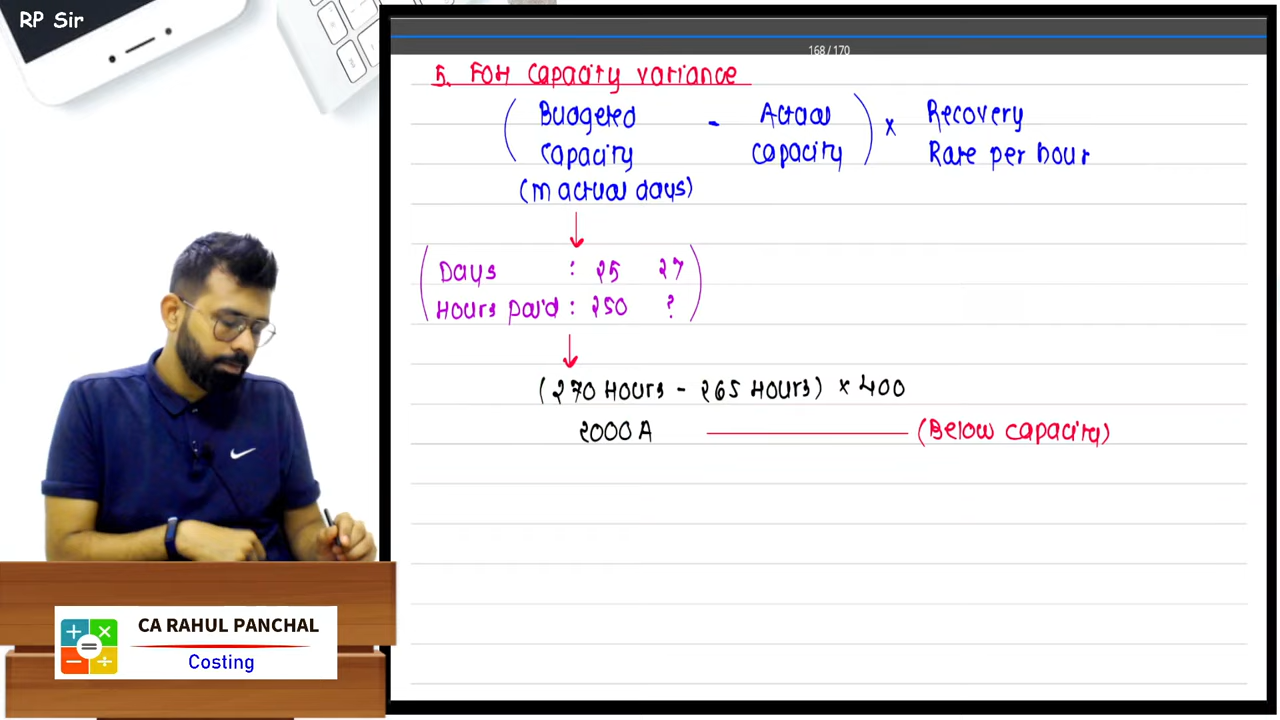 RP Sir
168 / 170
5. FOH Capacity variance
(Budgeted - Actual) × Recovery
Capacity capacity Rate per hour
(in actual days)
Days : 25 27
Hours paid : 250 ?
(270 Hours - 265 Hours) × 400
2000 A (Below capacity)
CA RAHUL PANCHAL
Costing